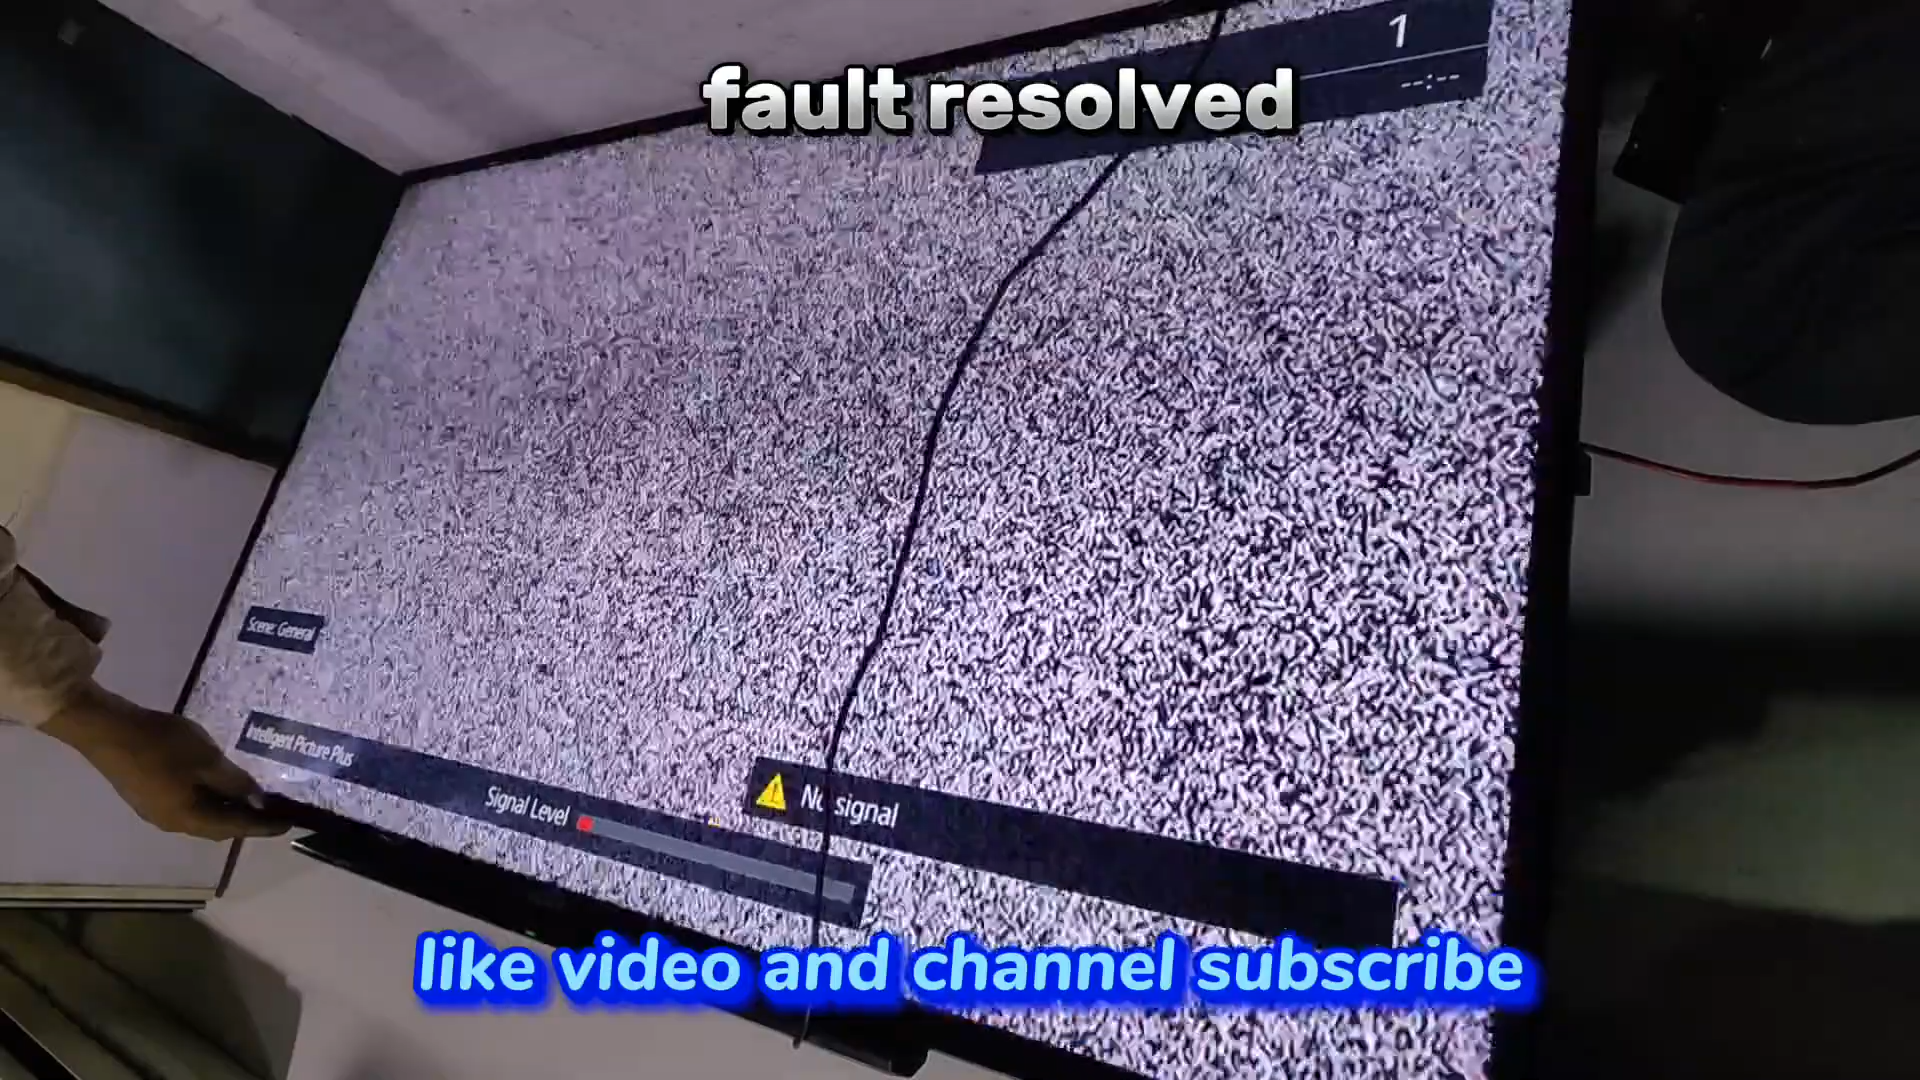 1
--:--
fault resolved
Scene: General
Intelligent Picture Plus
Signal Level
No signal
like video and channel subscribe